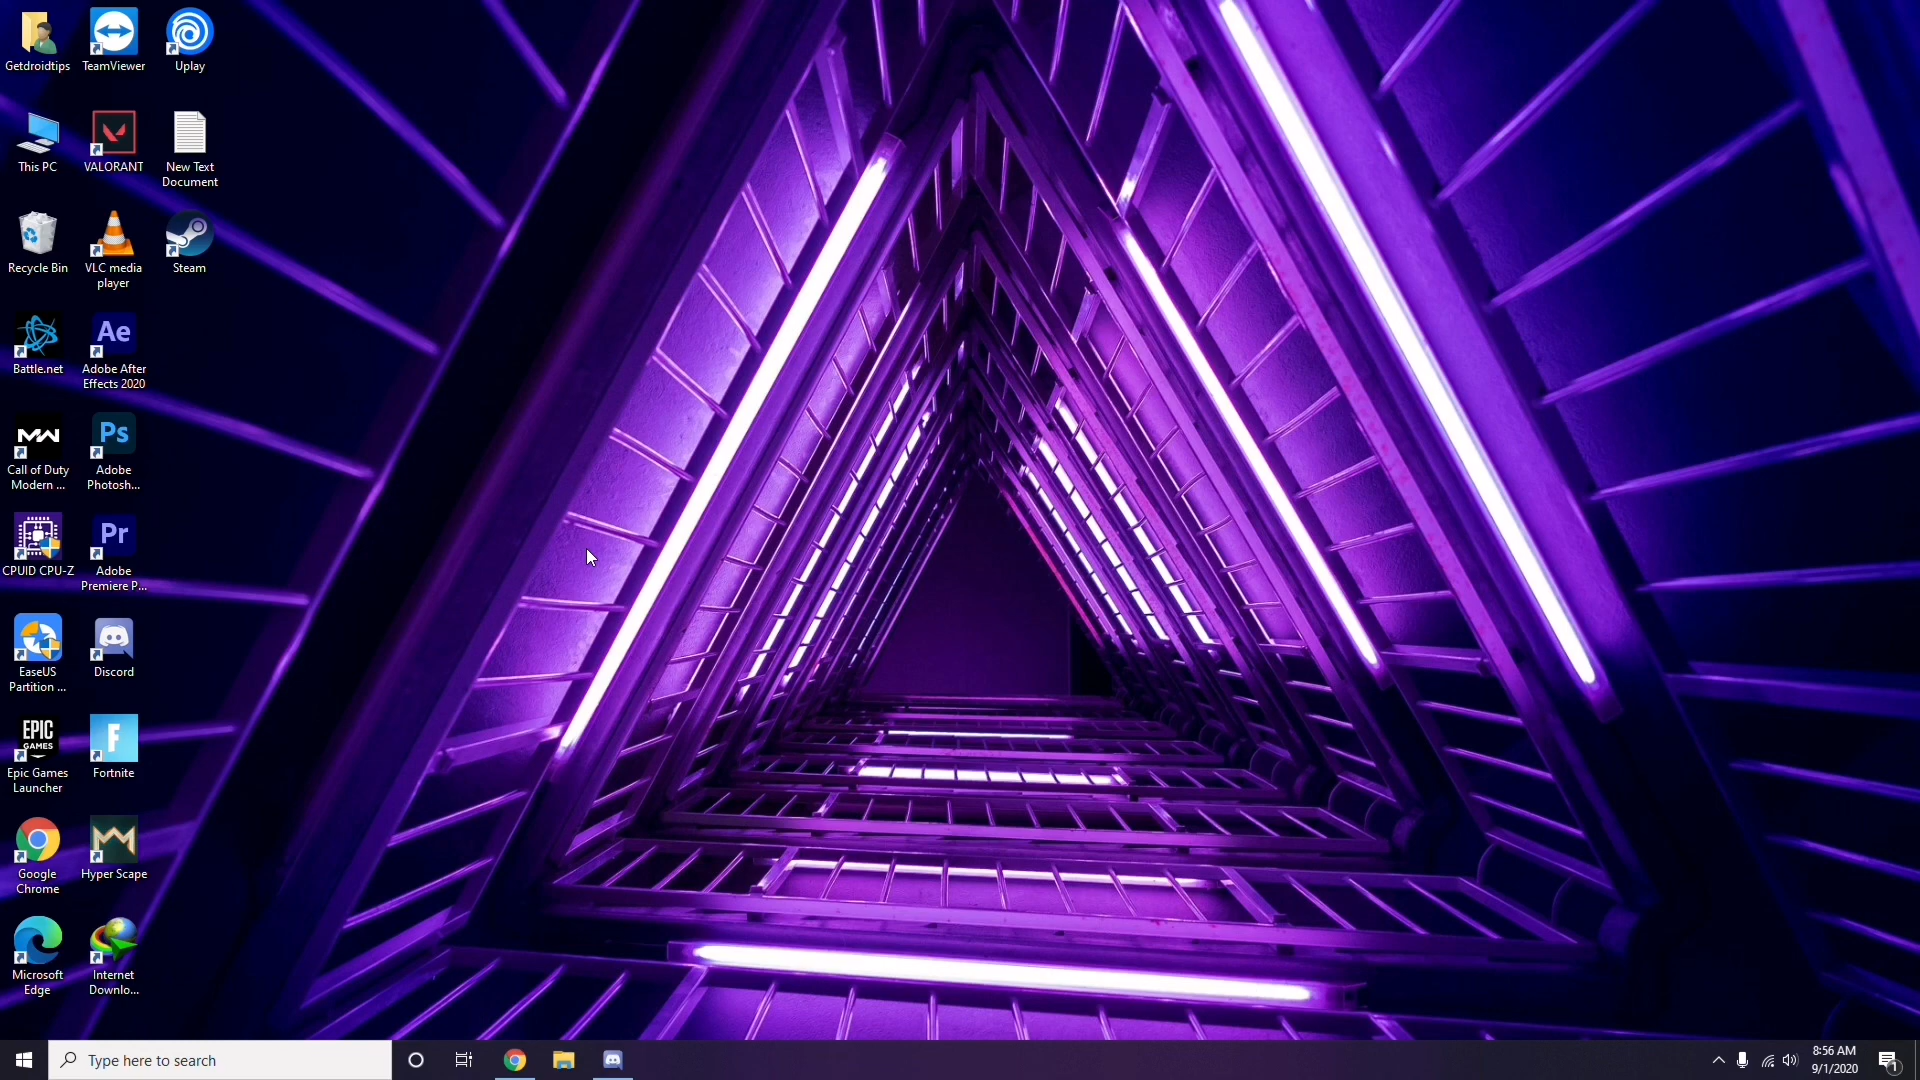 Getdroidtips
TeamViewer
Uplay
This PC
VALORANT
New Text
Document
Recycle Bin
VLC media
player
Steam
Battle.net
Ae
Adobe After
Effects 2020
MW
Call of Duty
Modern ...
Ps
Adobe
Photosh...
CPUID CPU-Z
Pr
Adobe
Premiere P...
EaseUS
Partition ...
Discord
EPIC
GAMES
Epic Games
Launcher
F
Fortnite
Google
Chrome
Hyper Scape
Microsoft
Edge
Internet
Downlo...
Type here to search
8:56 AM
9/1/2020
1